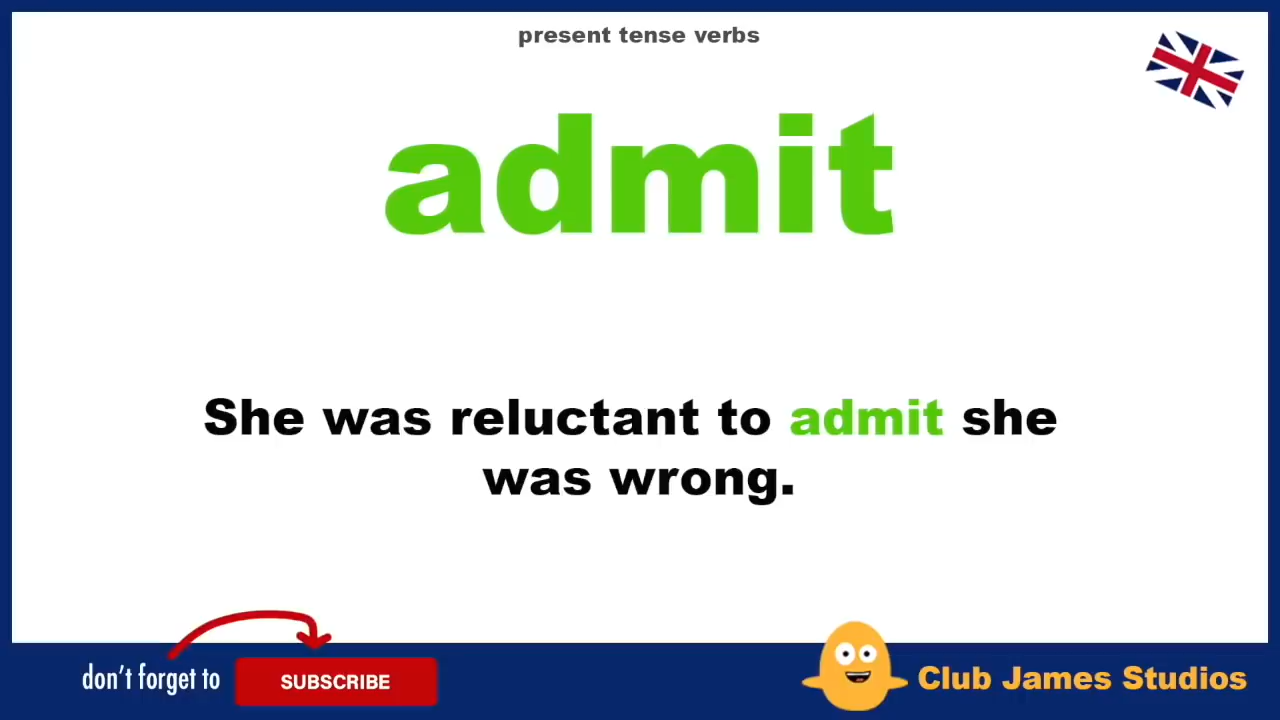 present tense verbs
admit
She was reluctant to admit she
was wrong.
don't forget to SUBSCRIBE
Club James Studios